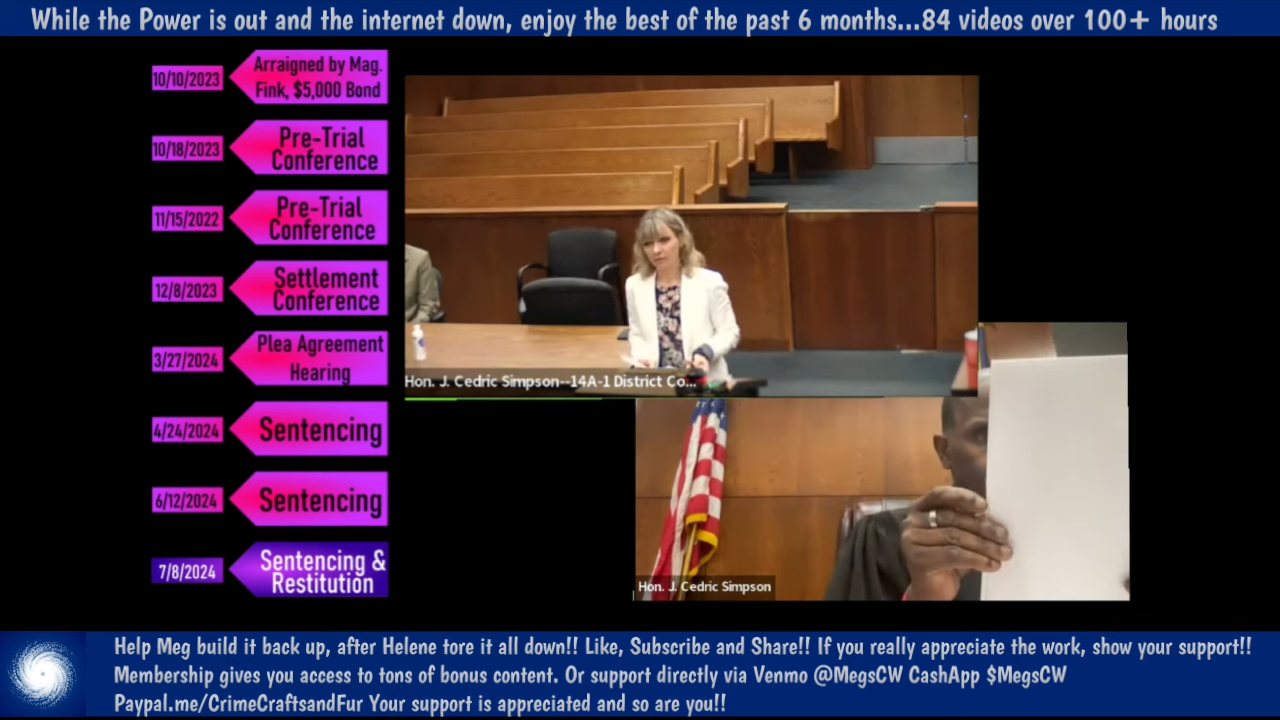 While the Power is out and the internet down, enjoy the best of the past 6 months...84 videos over 100+ hours
10/10/2023
Arraigned by Mag.
Fink, $5,000 Bond
10/18/2023
Pre-Trial
Conference
11/15/2022
Pre-Trial
Conference
12/8/2023
Settlement
Conference
3/27/2024
Plea Agreement
Hearing
4/24/2024
Sentencing
6/12/2024
Sentencing
7/8/2024
Sentencing &
Restitution
Hon. J. Cedric Simpson--14A-1 District Co...
Hon. J. Cedric Simpson
Help Meg build it back up, after Helene tore it all down!! Like, Subscribe and Share!! If you really appreciate the work, show your support!!
Membership gives you access to tons of bonus content. Or support directly via Venmo @MegsCW CashApp $MegsCW
Paypal.me/CrimeCraftsandFur Your support is appreciated and so are you!!